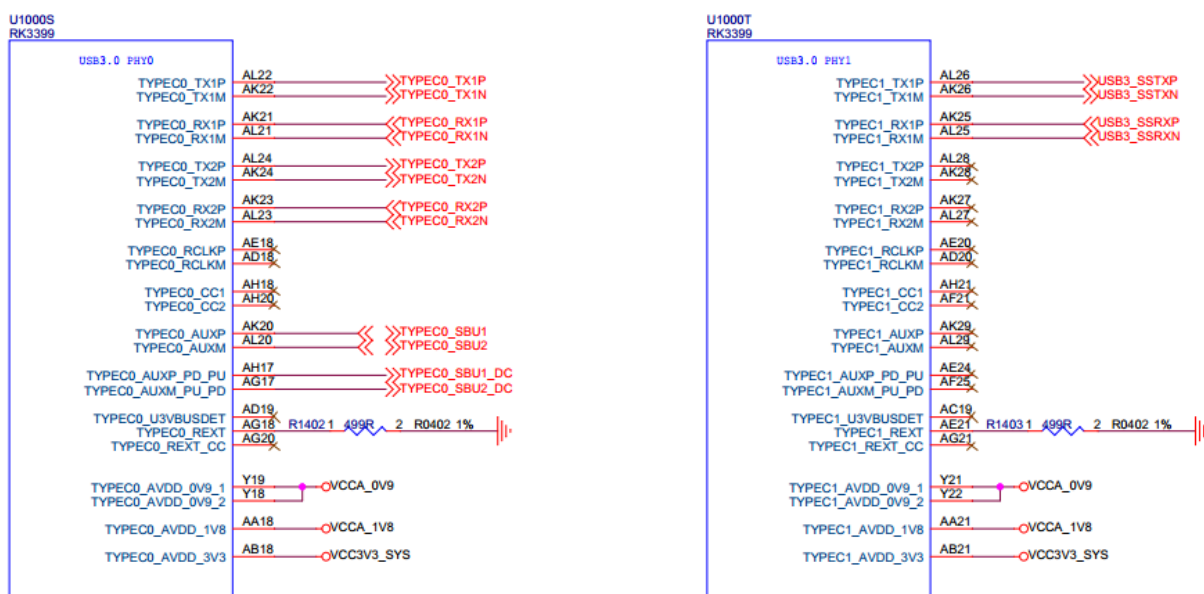 U1000S
RK3399
USB3.0 PHY0
TYPEC0_TX1P AL22 TYPEC0_TX1P
TYPEC0_TX1M AK22 TYPEC0_TX1N
TYPEC0_RX1P AK21 TYPEC0_RX1P
TYPEC0_RX1M AL21 TYPEC0_RX1N
TYPEC0_TX2P AL24 TYPEC0_TX2P
TYPEC0_TX2M AK24 TYPEC0_TX2N
TYPEC0_RX2P AK23 TYPEC0_RX2P
TYPEC0_RX2M AL23 TYPEC0_RX2N
TYPEC0_RCLKP AE18
TYPEC0_RCLKM AD18
TYPEC0_CC1 AH18
TYPEC0_CC2 AH20
TYPEC0_AUXP AK20 TYPEC0_SBU1
TYPEC0_AUXM AL20 TYPEC0_SBU2
TYPEC0_AUXP_PD_PU AH17 TYPEC0_SBU1_DC
TYPEC0_AUXM_PU_PD AG17 TYPEC0_SBU2_DC
TYPEC0_U3VBUSDET AD19
TYPEC0_REXT AG18 R1402 1 499R 2 R0402 1%
TYPEC0_REXT_CC AG20
TYPEC0_AVDD_0V9_1 Y19 VCCA_0V9
TYPEC0_AVDD_0V9_2 Y18
TYPEC0_AVDD_1V8 AA18 VCCA_1V8
TYPEC0_AVDD_3V3 AB18 VCC3V3_SYS
U1000T
RK3399
USB3.0 PHY1
TYPEC1_TX1P AL26 USB3_SSTXP
TYPEC1_TX1M AK26 USB3_SSTXN
TYPEC1_RX1P AK25 USB3_SSRXP
TYPEC1_RX1M AL25 USB3_SSRXN
TYPEC1_TX2P AL28
TYPEC1_TX2M AK28
TYPEC1_RX2P AK27
TYPEC1_RX2M AL27
TYPEC1_RCLKP AE20
TYPEC1_RCLKM AD20
TYPEC1_CC1 AH21
TYPEC1_CC2 AF21
TYPEC1_AUXP AK29
TYPEC1_AUXM AL29
TYPEC1_AUXP_PD_PU AE24
TYPEC1_AUXM_PU_PD AF25
TYPEC1_U3VBUSDET AC19
TYPEC1_REXT AE21 R1403 1 499R 2 R0402 1%
TYPEC1_REXT_CC AG21
TYPEC1_AVDD_0V9_1 Y21 VCCA_0V9
TYPEC1_AVDD_0V9_2 Y22
TYPEC1_AVDD_1V8 AA21 VCCA_1V8
TYPEC1_AVDD_3V3 AB21 VCC3V3_SYS